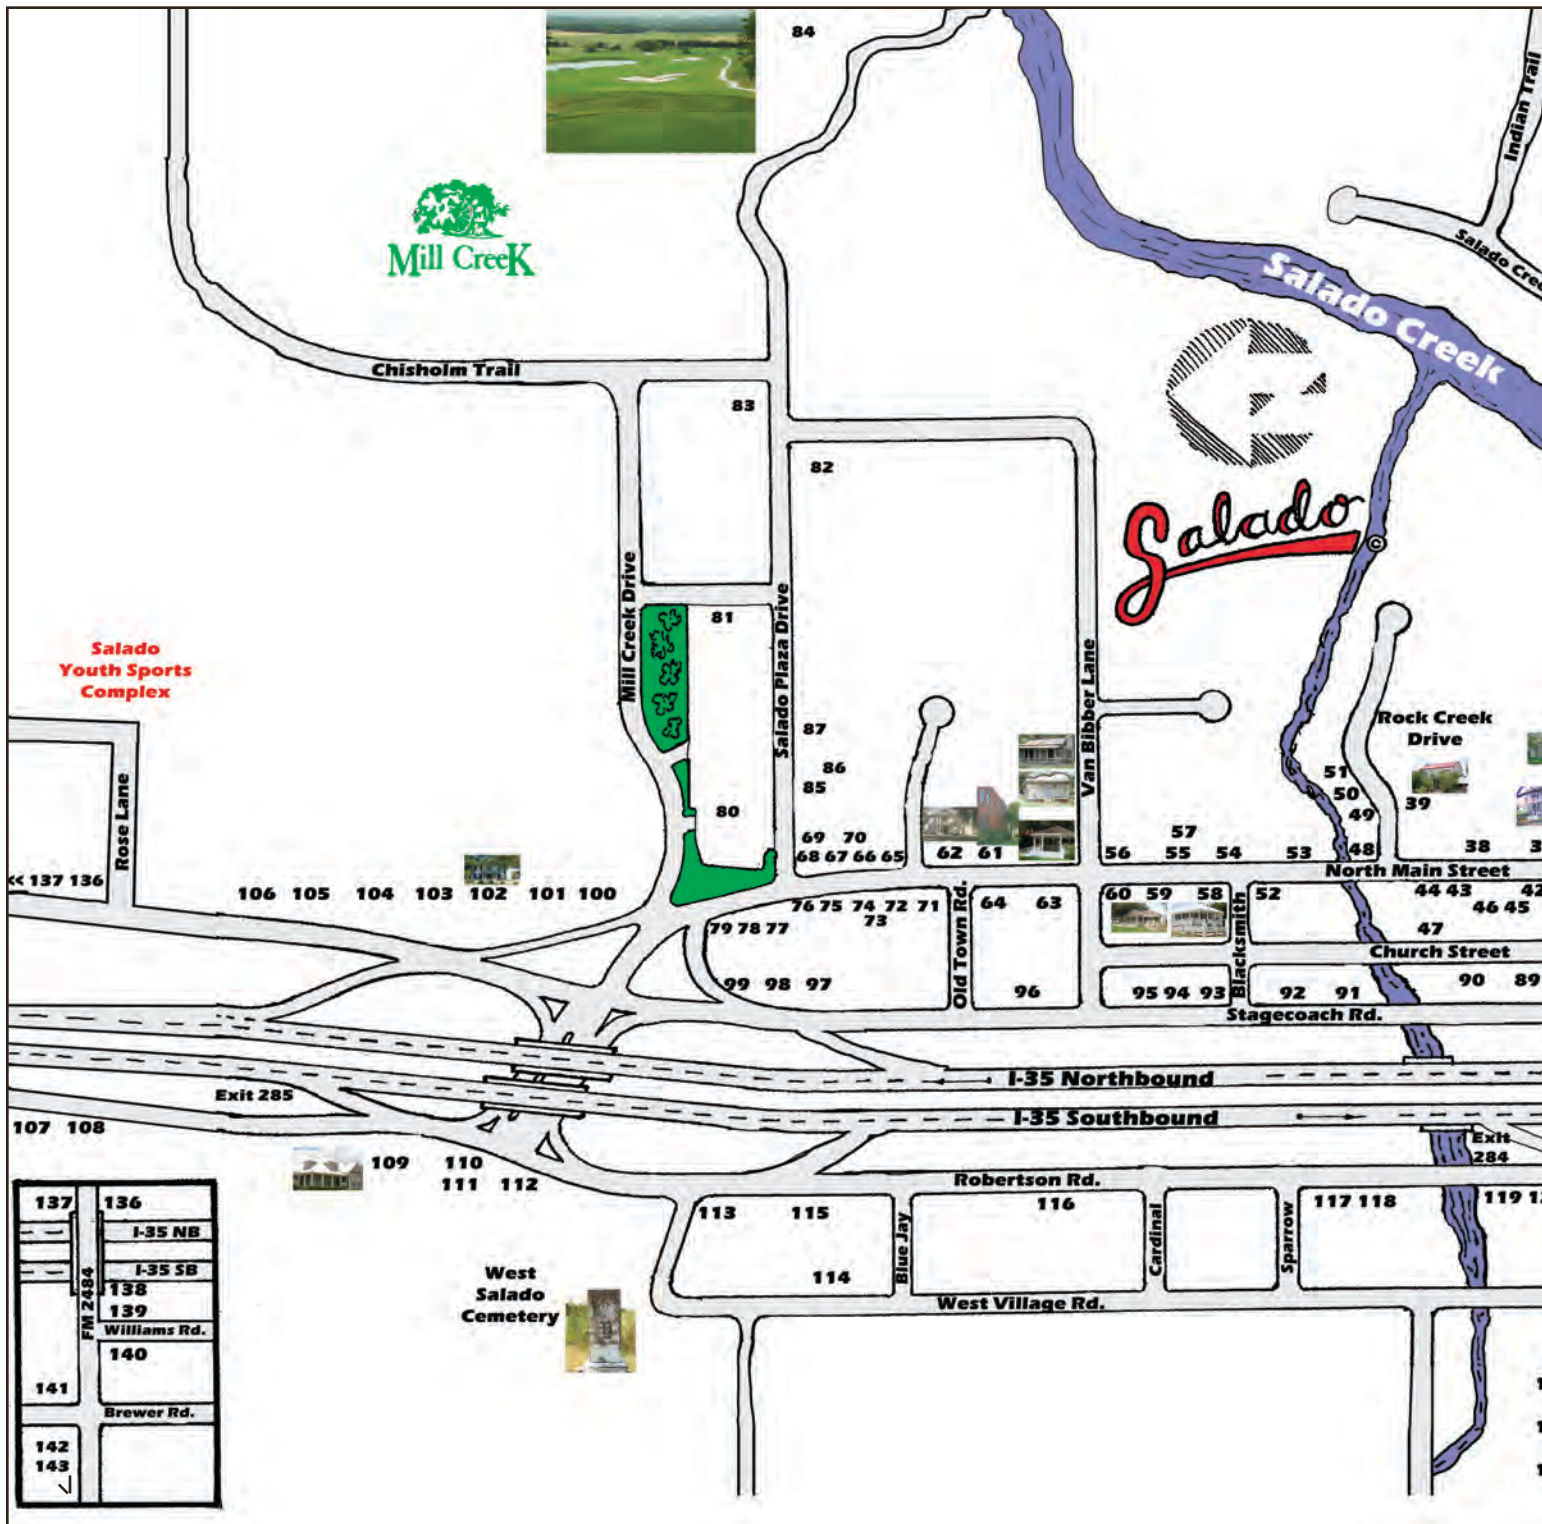 84
Indian Trail
Salado Cree
Mill CreeK
Salado Creek
Chisholm Trail
83
82
Salado
©
Mill Creek Drive
81
Salado Plaza Drive
Van Bibber Lane
Salado
Youth Sports
Complex
Rock Creek
Drive
87
86
85
80
51
50
49
39
Rose Lane
69 70
68 67 66 65
62 61
57
56 55 54 53 48
38 3
North Main Street
<< 137 136
106 105 104 103 102 101 100
76 75 74 72 71
73
64 63
60 59 58
52
44 43 42
46 45
47
79 78 77
Old Town Rd.
Blacksmith
Church Street
99 98 97
96
95 94 93
92 91
90 89
Stagecoach Rd.
I-35 Northbound
Exit 285
I-35 Southbound
Exit
284
107 108
109 110
111 112
Robertson Rd.
137 136
113 115
116
117 118
119 1
I-35 NB
I-35 SB
FM 2484
138
139
Williams Rd.
140
141
Brewer Rd.
142
143
Blue Jay
Cardinal
Sparrow
114
West
Salado
Cemetery
West Village Rd.